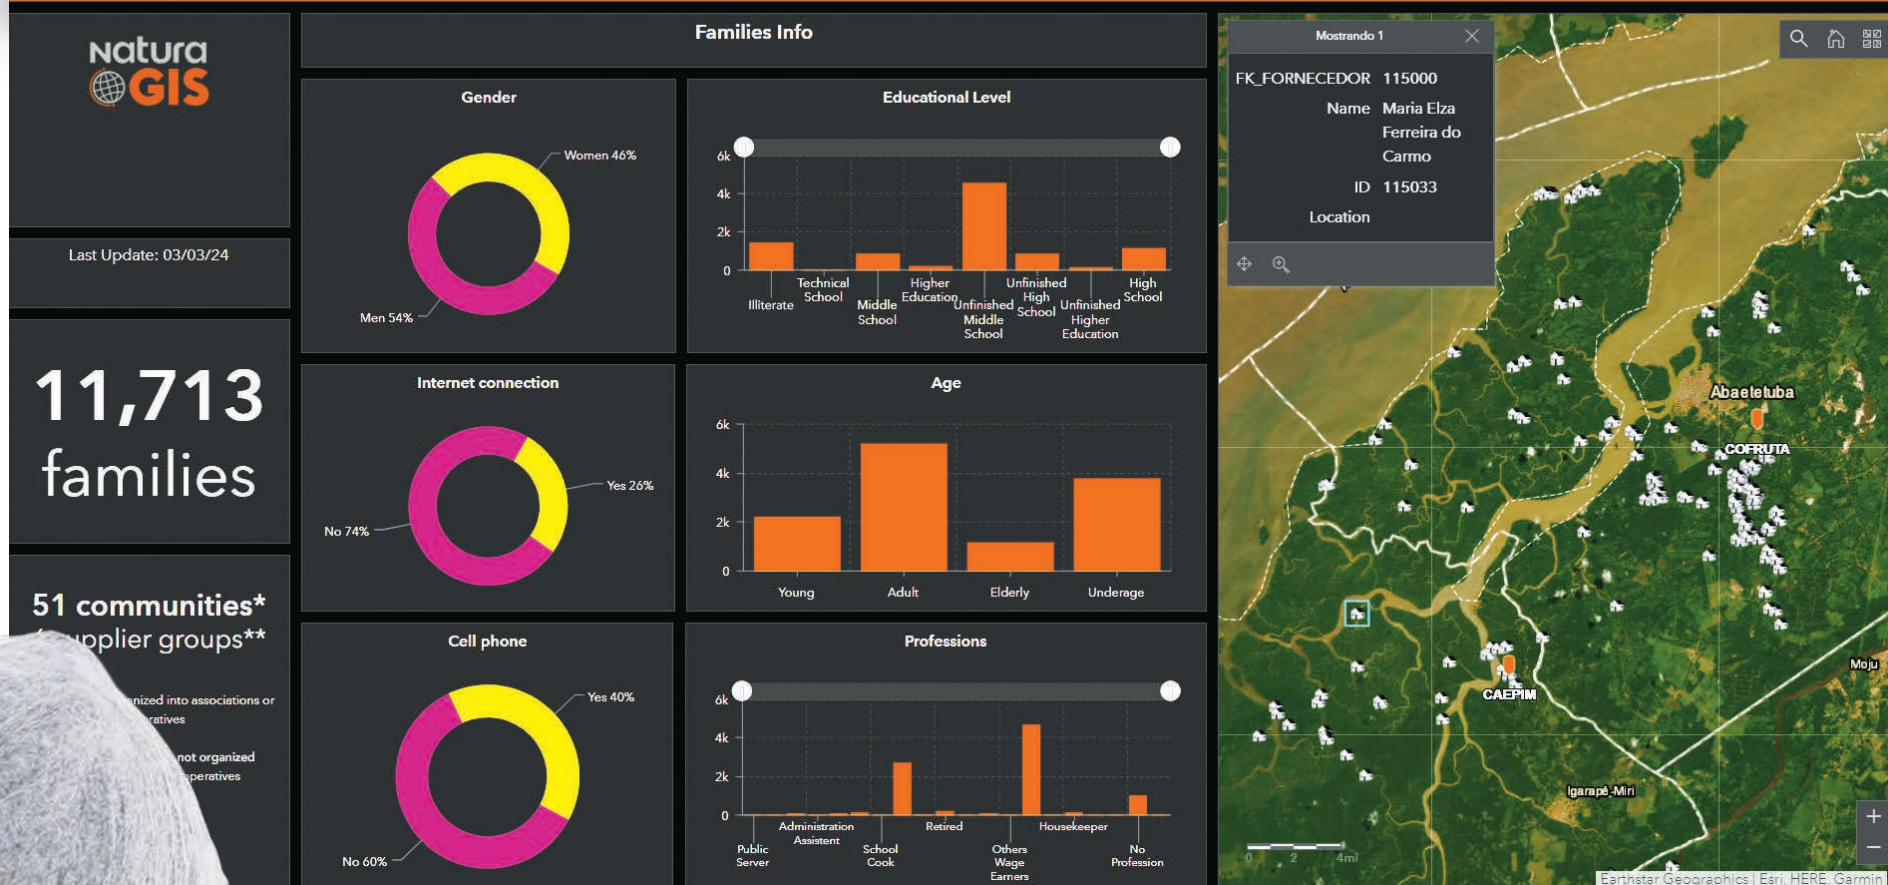 Natura
GIS
Last Update: 03/03/24
11,713
families
51 communities*
upplier groups**
nized into associations or
ratives
not organized
peratives
Families Info
Gender
Women 46%
Men 54%
Educational Level
6k
4k
2k
0
Illiterate
Technical
School
Middle
School
Higher
Education
Unfinished
Middle
School
Unfinished
High
School
Unfinished
Higher
Education
High
School
Internet connection
Yes 26%
No 74%
Age
6k
4k
2k
0
Young
Adult
Elderly
Underage
Cell phone
Yes 40%
No 60%
Professions
6k
4k
2k
0
Public
Server
Administration
Assistent
School
Cook
Retired
Others
Wage
Earners
Housekeeper
No
Profession
Mostrando 1
FK_FORNECEDOR 115000
Name Maria Elza
Ferreira do
Carmo
ID 115033
Location
Abaetetuba
COFRUTA
CAEPIM
Moju
Igarapé-Miri
0 2 4mi
+
−
Earthstar Geographics | Esri, HERE, Garmin